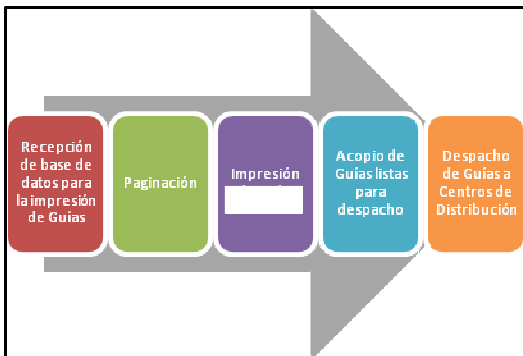 Recepción
de base de
datos para
la impresión
de Guías
Paginación
Impresión
Acopio de
Guías listas
para
despacho
Despacho
de Guías a
Centros de
Distribución